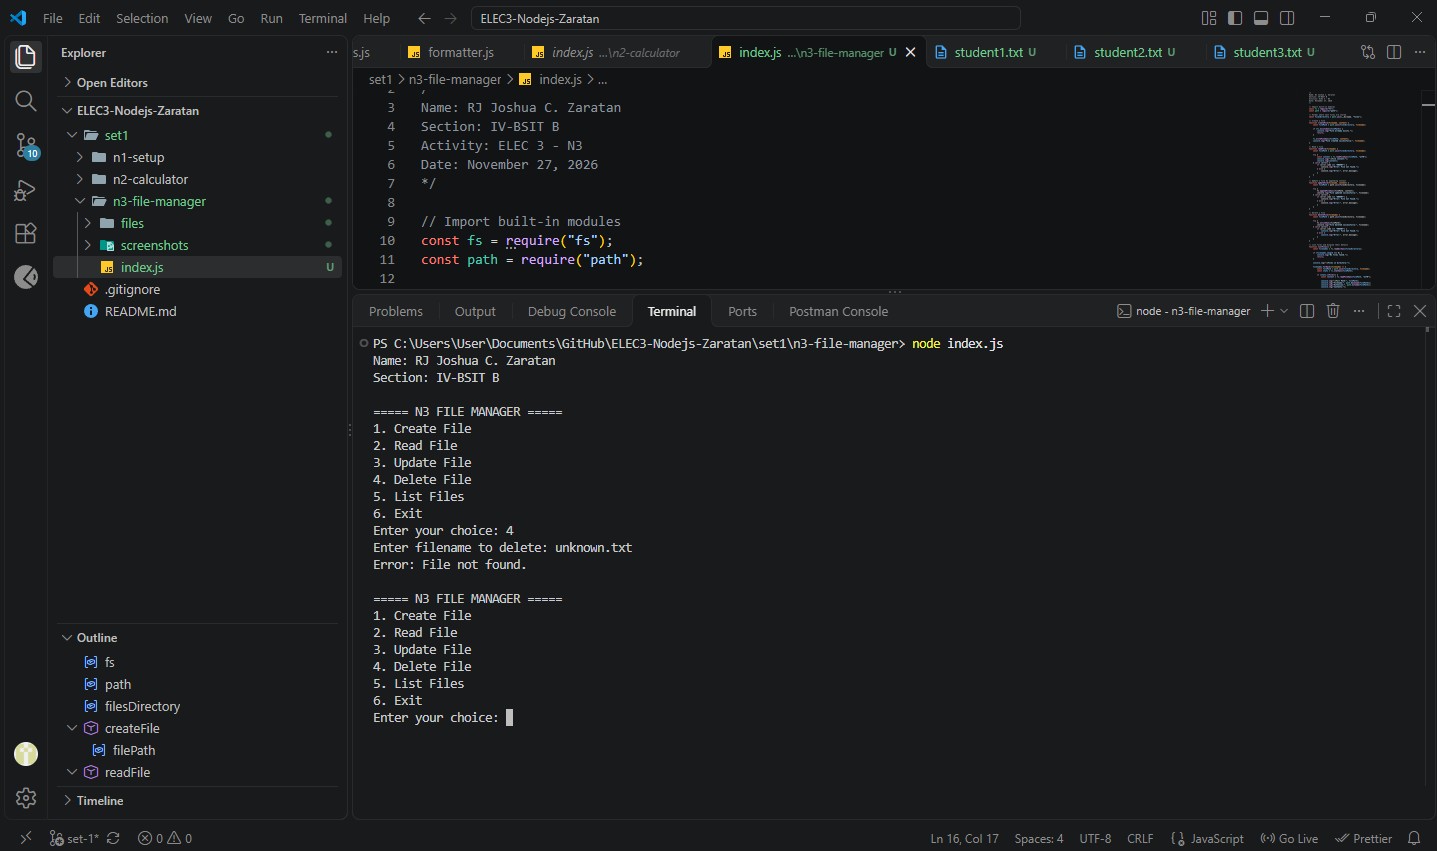 File Edit Selection View Go Run Terminal Help
ELEC3-Nodejs-Zaratan
Explorer
Open Editors
ELEC3-Nodejs-Zaratan
set1
n1-setup
n2-calculator
n3-file-manager
files
screenshots
index.js U
.gitignore
README.md
10
Outline
fs
path
filesDirectory
createFile
filePath
readFile
Timeline
s.js
formatter.js
index.js ...\n2-calculator
index.js ...\n3-file-manager U
student1.txt U
student2.txt U
student3.txt U
set1 > n3-file-manager > index.js > ...
3 Name: RJ Joshua C. Zaratan
4 Section: IV-BSIT B
5 Activity: ELEC 3 - N3
6 Date: November 27, 2026
7 */
8
9 // Import built-in modules
10 const fs = require("fs");
11 const path = require("path");
12
Problems Output Debug Console Terminal Ports Postman Console
node - n3-file-manager
PS C:\Users\User\Documents\GitHub\ELEC3-Nodejs-Zaratan\set1\n3-file-manager> node index.js
Name: RJ Joshua C. Zaratan
Section: IV-BSIT B
===== N3 FILE MANAGER =====
1. Create File
2. Read File
3. Update File
4. Delete File
5. List Files
6. Exit
Enter your choice: 4
Enter filename to delete: unknown.txt
Error: File not found.
===== N3 FILE MANAGER =====
1. Create File
2. Read File
3. Update File
4. Delete File
5. List Files
6. Exit
Enter your choice:
set-1* 0 0
Ln 16, Col 17 Spaces: 4 UTF-8 CRLF {} JavaScript Go Live Prettier